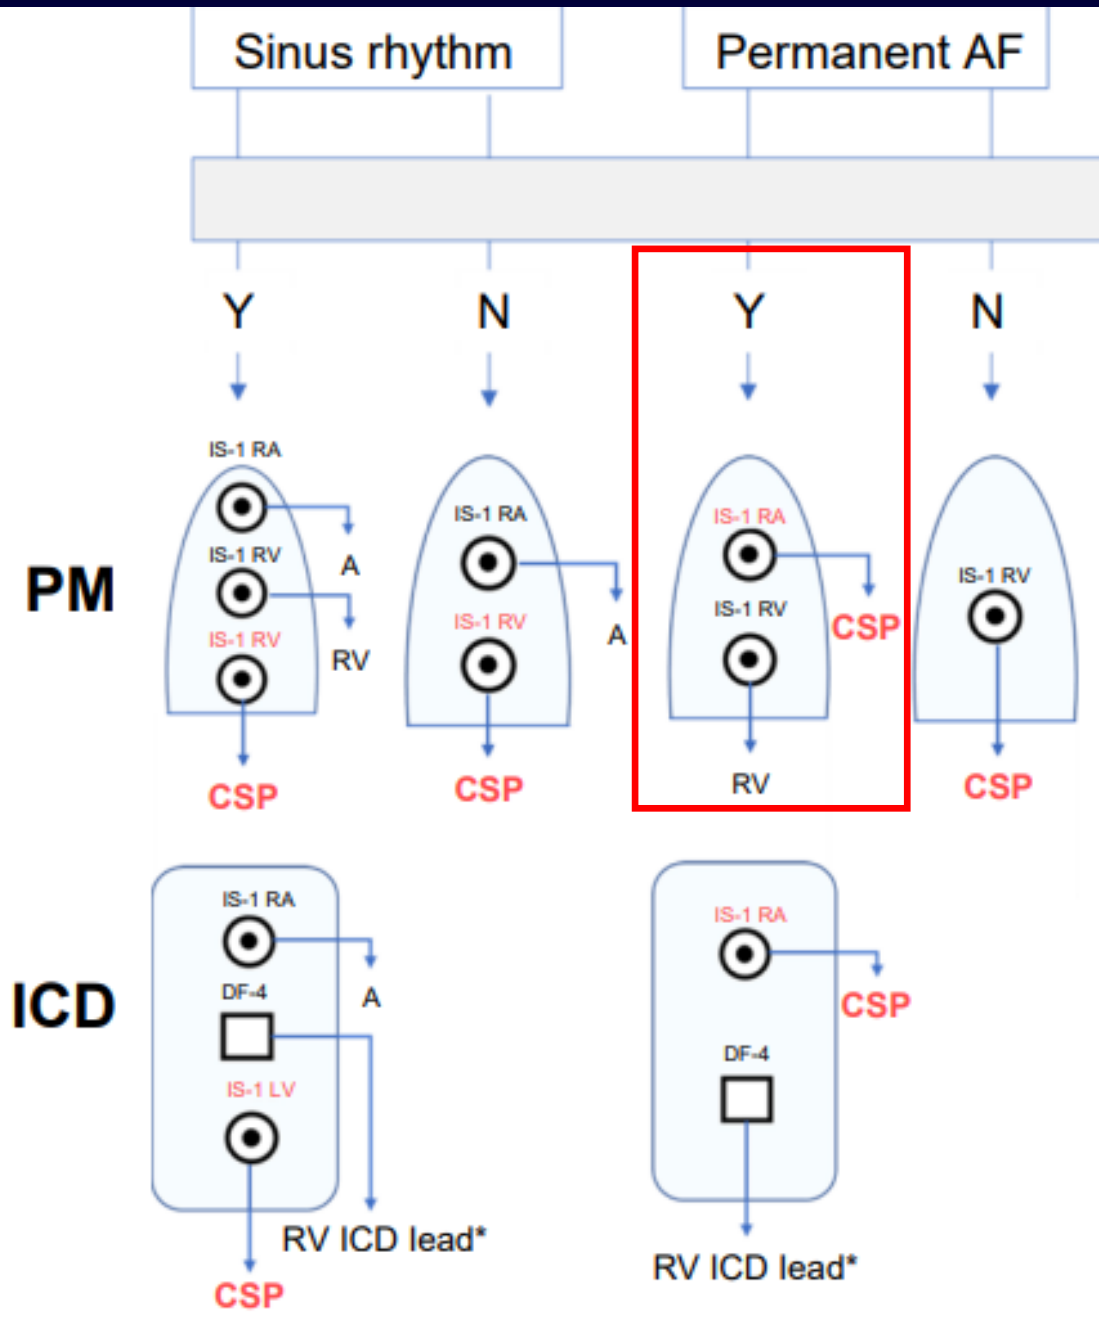 Sinus rhythm
Permanent AF
Y
N
Y
N
PM
IS-1 RA
A
IS-1 RV
RV
IS-1 RV
CSP
IS-1 RA
A
IS-1 RV
CSP
IS-1 RA
CSP
IS-1 RV
RV
IS-1 RV
CSP
ICD
IS-1 RA
A
DF-4
RV ICD lead*
IS-1 LV
CSP
IS-1 RA
CSP
DF-4
RV ICD lead*